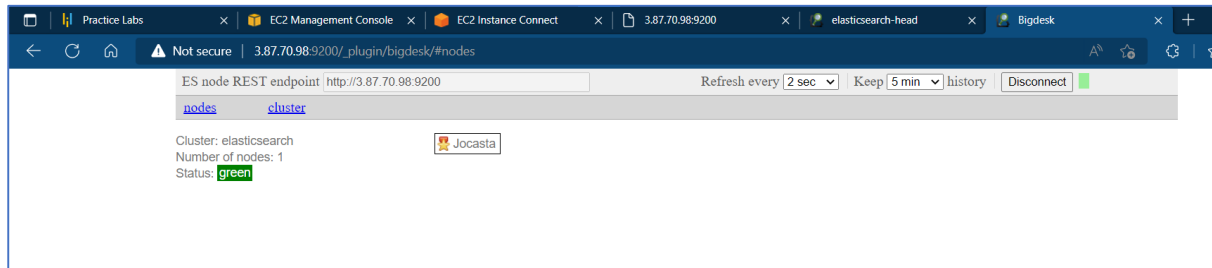 Practice Labs
EC2 Management Console
EC2 Instance Connect
3.87.70.98:9200
elasticsearch-head
Bigdesk
Not secure 3.87.70.98:9200/_plugin/bigdesk/#nodes
ES node REST endpoint http://3.87.70.98:9200 Refresh every 2 sec Keep 5 min history Disconnect
nodes cluster
Cluster: elasticsearch
Jocasta
Number of nodes: 1
Status: green